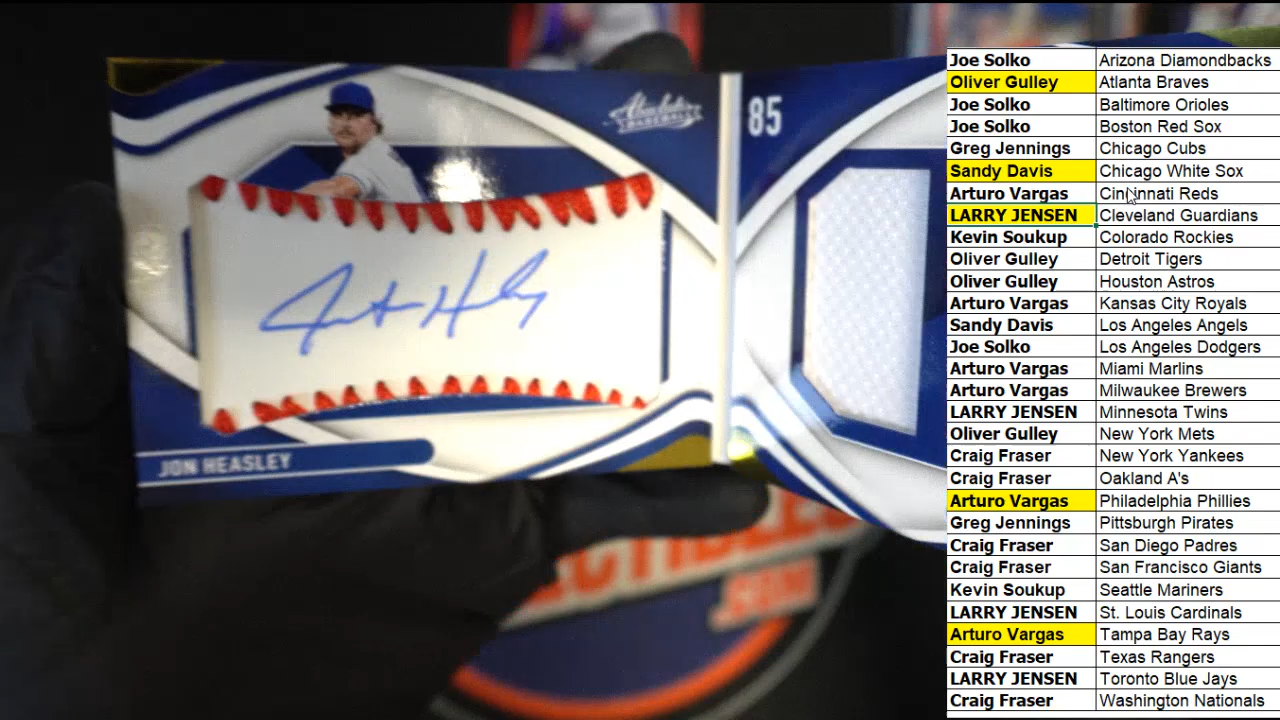 Absolute
BASEBALL
85
JON HEASLEY
Joe Solko Arizona Diamondbacks
Oliver Gulley Atlanta Braves
Joe Solko Baltimore Orioles
Joe Solko Boston Red Sox
Greg Jennings Chicago Cubs
Sandy Davis Chicago White Sox
Arturo Vargas Cincinnati Reds
LARRY JENSEN Cleveland Guardians
Kevin Soukup Colorado Rockies
Oliver Gulley Detroit Tigers
Oliver Gulley Houston Astros
Arturo Vargas Kansas City Royals
Sandy Davis Los Angeles Angels
Joe Solko Los Angeles Dodgers
Arturo Vargas Miami Marlins
Arturo Vargas Milwaukee Brewers
LARRY JENSEN Minnesota Twins
Oliver Gulley New York Mets
Craig Fraser New York Yankees
Craig Fraser Oakland A's
Arturo Vargas Philadelphia Phillies
Greg Jennings Pittsburgh Pirates
Craig Fraser San Diego Padres
Craig Fraser San Francisco Giants
Kevin Soukup Seattle Mariners
LARRY JENSEN St. Louis Cardinals
Arturo Vargas Tampa Bay Rays
Craig Fraser Texas Rangers
LARRY JENSEN Toronto Blue Jays
Craig Fraser Washington Nationals